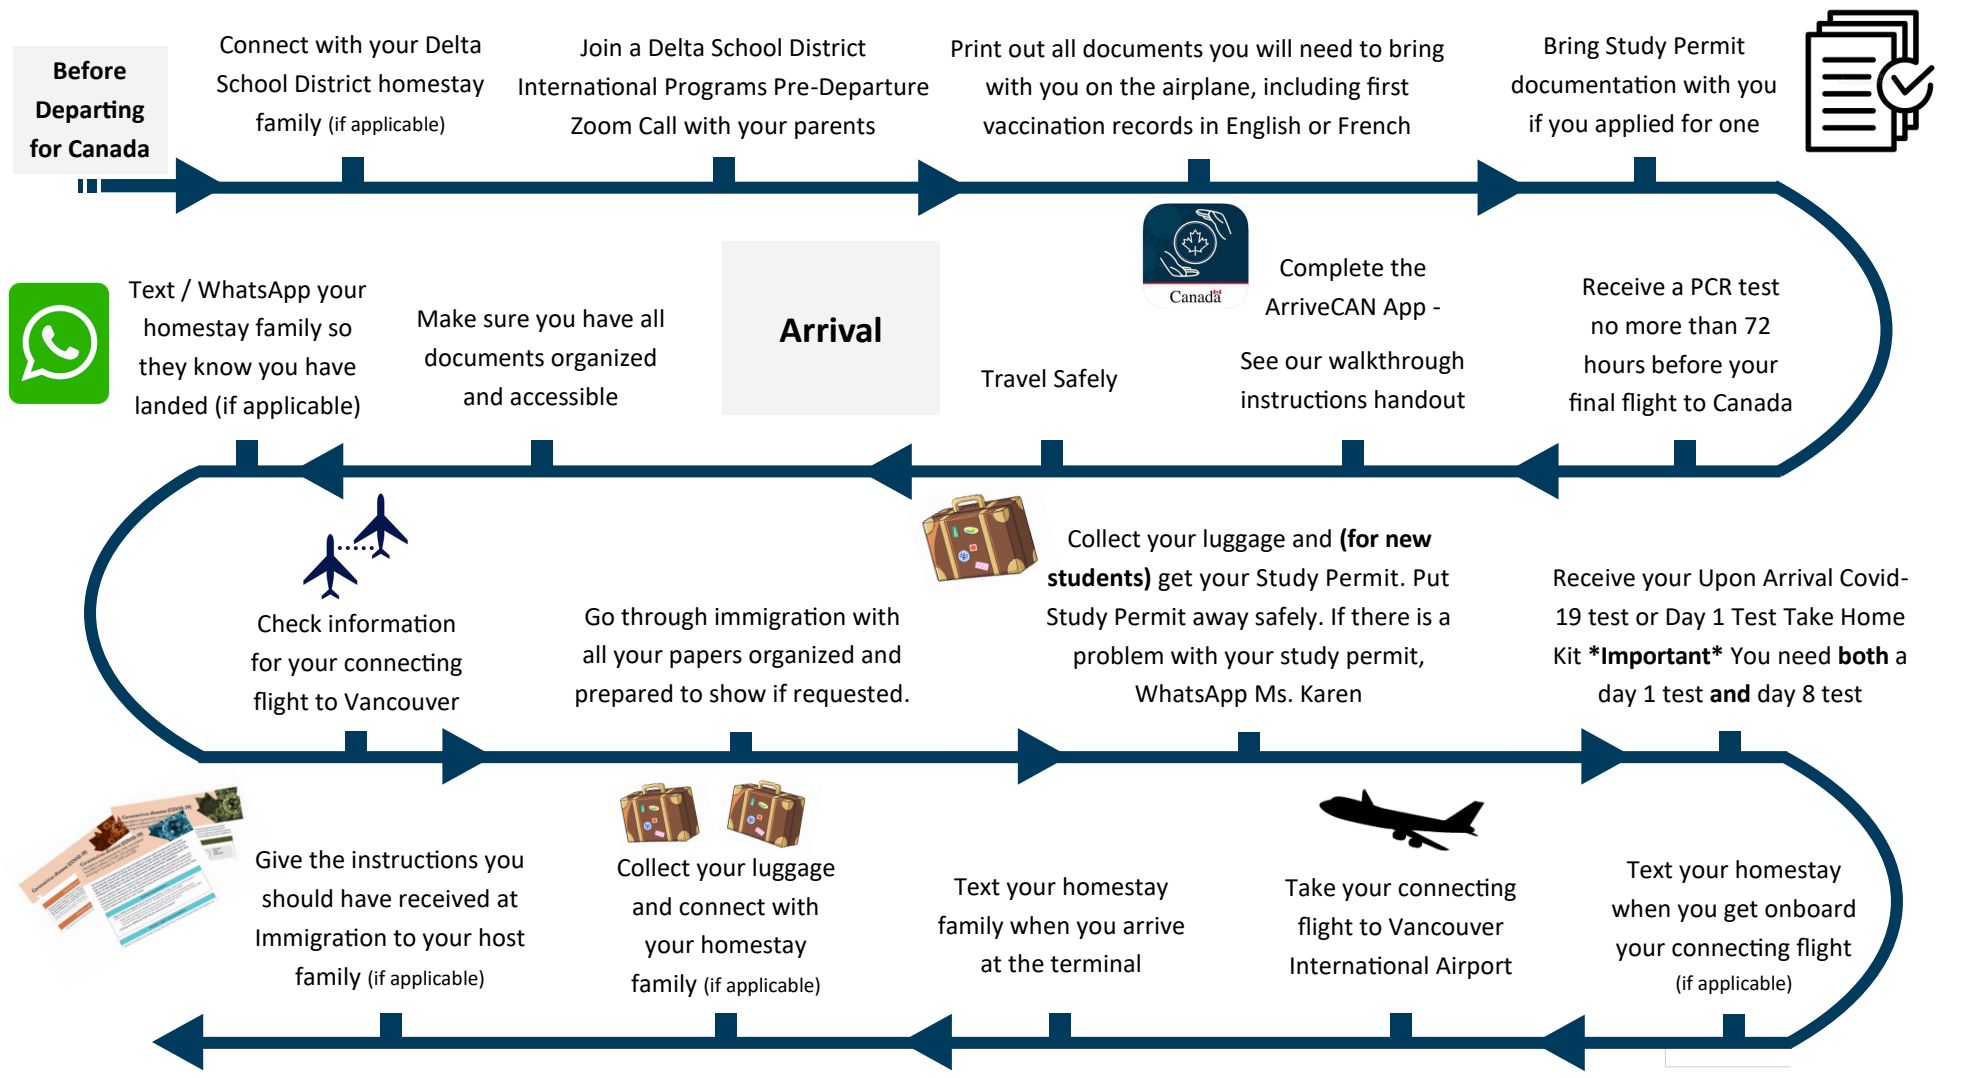 Before
Departing
for Canada
Connect with your Delta
School District homestay
family (if applicable)
Join a Delta School District
International Programs Pre-Departure
Zoom Call with your parents
Print out all documents you will need to bring
with you on the airplane, including first
vaccination records in English or French
Bring Study Permit
documentation with you
if you applied for one
Receive a PCR test
no more than 72
hours before your
final flight to Canada
Canada
Complete the
ArriveCAN App -
See our walkthrough
instructions handout
Travel Safely
Arrival
Make sure you have all
documents organized
and accessible
Text / WhatsApp your
homestay family so
they know you have
landed (if applicable)
Check information
for your connecting
flight to Vancouver
Go through immigration with
all your papers organized and
prepared to show if requested.
Collect your luggage and (for new
students) get your Study Permit. Put
Study Permit away safely. If there is a
problem with your study permit,
WhatsApp Ms. Karen
Receive your Upon Arrival Covid-
19 test or Day 1 Test Take Home
Kit *Important* You need both a
day 1 test and day 8 test
Text your homestay
when you get onboard
your connecting flight
(if applicable)
Take your connecting
flight to Vancouver
International Airport
Text your homestay
family when you arrive
at the terminal
Collect your luggage
and connect with
your homestay
family (if applicable)
Give the instructions you
should have received at
Immigration to your host
family (if applicable)
Coronavirus disease (COVID-19)
Coronavirus disease (COVID-19)
Coronavirus disease (COVID-19)